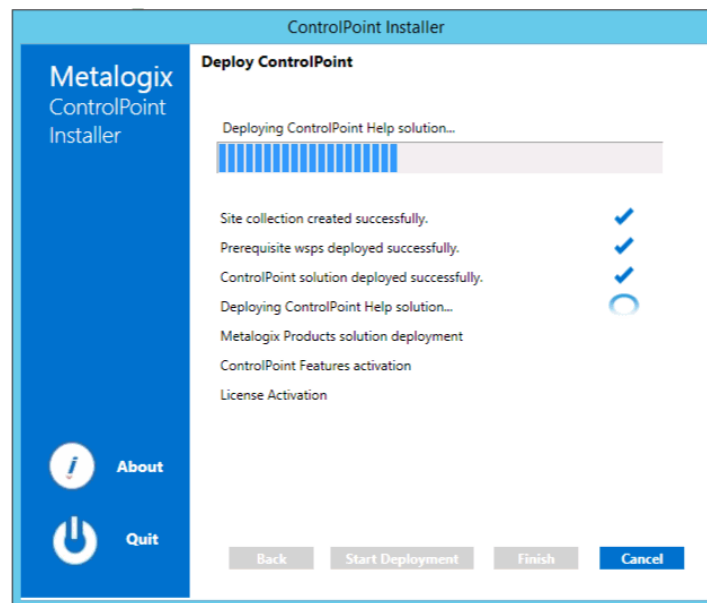 ControlPoint Installer
Metalogix
ControlPoint
Installer
Deploy ControlPoint
Deploying ControlPoint Help solution...
Site collection created successfully.
Prerequisite wsps deployed successfully.
ControlPoint solution deployed successfully.
Deploying ControlPoint Help solution...
Metalogix Products solution deployment
ControlPoint Features activation
License Activation
About
Quit
Back
Start Deployment
Finish
Cancel